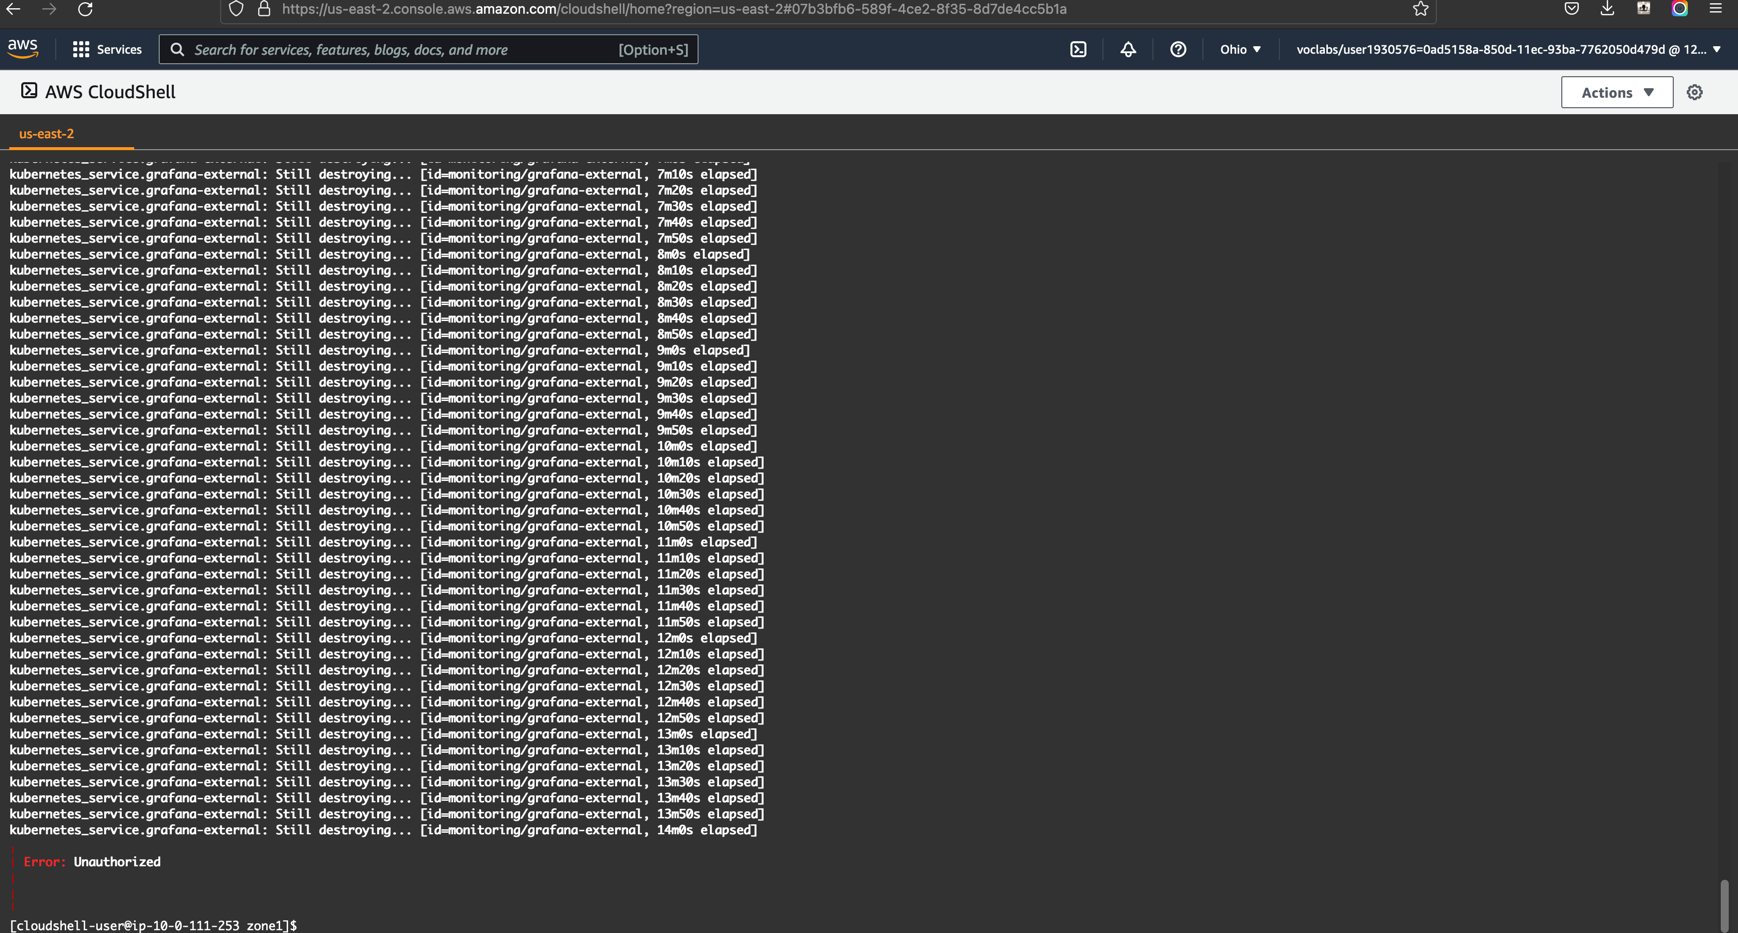 https://us-east-2.console.aws.amazon.com/cloudshell/home?region=us-east-2#07b3bfb6-589f-4ce2-8f35-8d7de4cc5b1a
aws
Services
Search for services, features, blogs, docs, and more
[Option+S]
Ohio
voclabs/user1930576=0ad5158a-850d-11ec-93ba-7762050d479d @ 12...
AWS CloudShell
Actions
us-east-2
kubernetes_service.grafana-external: Still destroying... [id=monitoring/grafana-external, 7m0s elapsed]
kubernetes_service.grafana-external: Still destroying... [id=monitoring/grafana-external, 7m10s elapsed]
kubernetes_service.grafana-external: Still destroying... [id=monitoring/grafana-external, 7m20s elapsed]
kubernetes_service.grafana-external: Still destroying... [id=monitoring/grafana-external, 7m30s elapsed]
kubernetes_service.grafana-external: Still destroying... [id=monitoring/grafana-external, 7m40s elapsed]
kubernetes_service.grafana-external: Still destroying... [id=monitoring/grafana-external, 7m50s elapsed]
kubernetes_service.grafana-external: Still destroying... [id=monitoring/grafana-external, 8m0s elapsed]
kubernetes_service.grafana-external: Still destroying... [id=monitoring/grafana-external, 8m10s elapsed]
kubernetes_service.grafana-external: Still destroying... [id=monitoring/grafana-external, 8m20s elapsed]
kubernetes_service.grafana-external: Still destroying... [id=monitoring/grafana-external, 8m30s elapsed]
kubernetes_service.grafana-external: Still destroying... [id=monitoring/grafana-external, 8m40s elapsed]
kubernetes_service.grafana-external: Still destroying... [id=monitoring/grafana-external, 8m50s elapsed]
kubernetes_service.grafana-external: Still destroying... [id=monitoring/grafana-external, 9m0s elapsed]
kubernetes_service.grafana-external: Still destroying... [id=monitoring/grafana-external, 9m10s elapsed]
kubernetes_service.grafana-external: Still destroying... [id=monitoring/grafana-external, 9m20s elapsed]
kubernetes_service.grafana-external: Still destroying... [id=monitoring/grafana-external, 9m30s elapsed]
kubernetes_service.grafana-external: Still destroying... [id=monitoring/grafana-external, 9m40s elapsed]
kubernetes_service.grafana-external: Still destroying... [id=monitoring/grafana-external, 9m50s elapsed]
kubernetes_service.grafana-external: Still destroying... [id=monitoring/grafana-external, 10m0s elapsed]
kubernetes_service.grafana-external: Still destroying... [id=monitoring/grafana-external, 10m10s elapsed]
kubernetes_service.grafana-external: Still destroying... [id=monitoring/grafana-external, 10m20s elapsed]
kubernetes_service.grafana-external: Still destroying... [id=monitoring/grafana-external, 10m30s elapsed]
kubernetes_service.grafana-external: Still destroying... [id=monitoring/grafana-external, 10m40s elapsed]
kubernetes_service.grafana-external: Still destroying... [id=monitoring/grafana-external, 10m50s elapsed]
kubernetes_service.grafana-external: Still destroying... [id=monitoring/grafana-external, 11m0s elapsed]
kubernetes_service.grafana-external: Still destroying... [id=monitoring/grafana-external, 11m10s elapsed]
kubernetes_service.grafana-external: Still destroying... [id=monitoring/grafana-external, 11m20s elapsed]
kubernetes_service.grafana-external: Still destroying... [id=monitoring/grafana-external, 11m30s elapsed]
kubernetes_service.grafana-external: Still destroying... [id=monitoring/grafana-external, 11m40s elapsed]
kubernetes_service.grafana-external: Still destroying... [id=monitoring/grafana-external, 11m50s elapsed]
kubernetes_service.grafana-external: Still destroying... [id=monitoring/grafana-external, 12m0s elapsed]
kubernetes_service.grafana-external: Still destroying... [id=monitoring/grafana-external, 12m10s elapsed]
kubernetes_service.grafana-external: Still destroying... [id=monitoring/grafana-external, 12m20s elapsed]
kubernetes_service.grafana-external: Still destroying... [id=monitoring/grafana-external, 12m30s elapsed]
kubernetes_service.grafana-external: Still destroying... [id=monitoring/grafana-external, 12m40s elapsed]
kubernetes_service.grafana-external: Still destroying... [id=monitoring/grafana-external, 12m50s elapsed]
kubernetes_service.grafana-external: Still destroying... [id=monitoring/grafana-external, 13m0s elapsed]
kubernetes_service.grafana-external: Still destroying... [id=monitoring/grafana-external, 13m10s elapsed]
kubernetes_service.grafana-external: Still destroying... [id=monitoring/grafana-external, 13m20s elapsed]
kubernetes_service.grafana-external: Still destroying... [id=monitoring/grafana-external, 13m30s elapsed]
kubernetes_service.grafana-external: Still destroying... [id=monitoring/grafana-external, 13m40s elapsed]
kubernetes_service.grafana-external: Still destroying... [id=monitoring/grafana-external, 13m50s elapsed]
kubernetes_service.grafana-external: Still destroying... [id=monitoring/grafana-external, 14m0s elapsed]
Error: Unauthorized
[cloudshell-user@ip-10-0-111-253 zone1]$